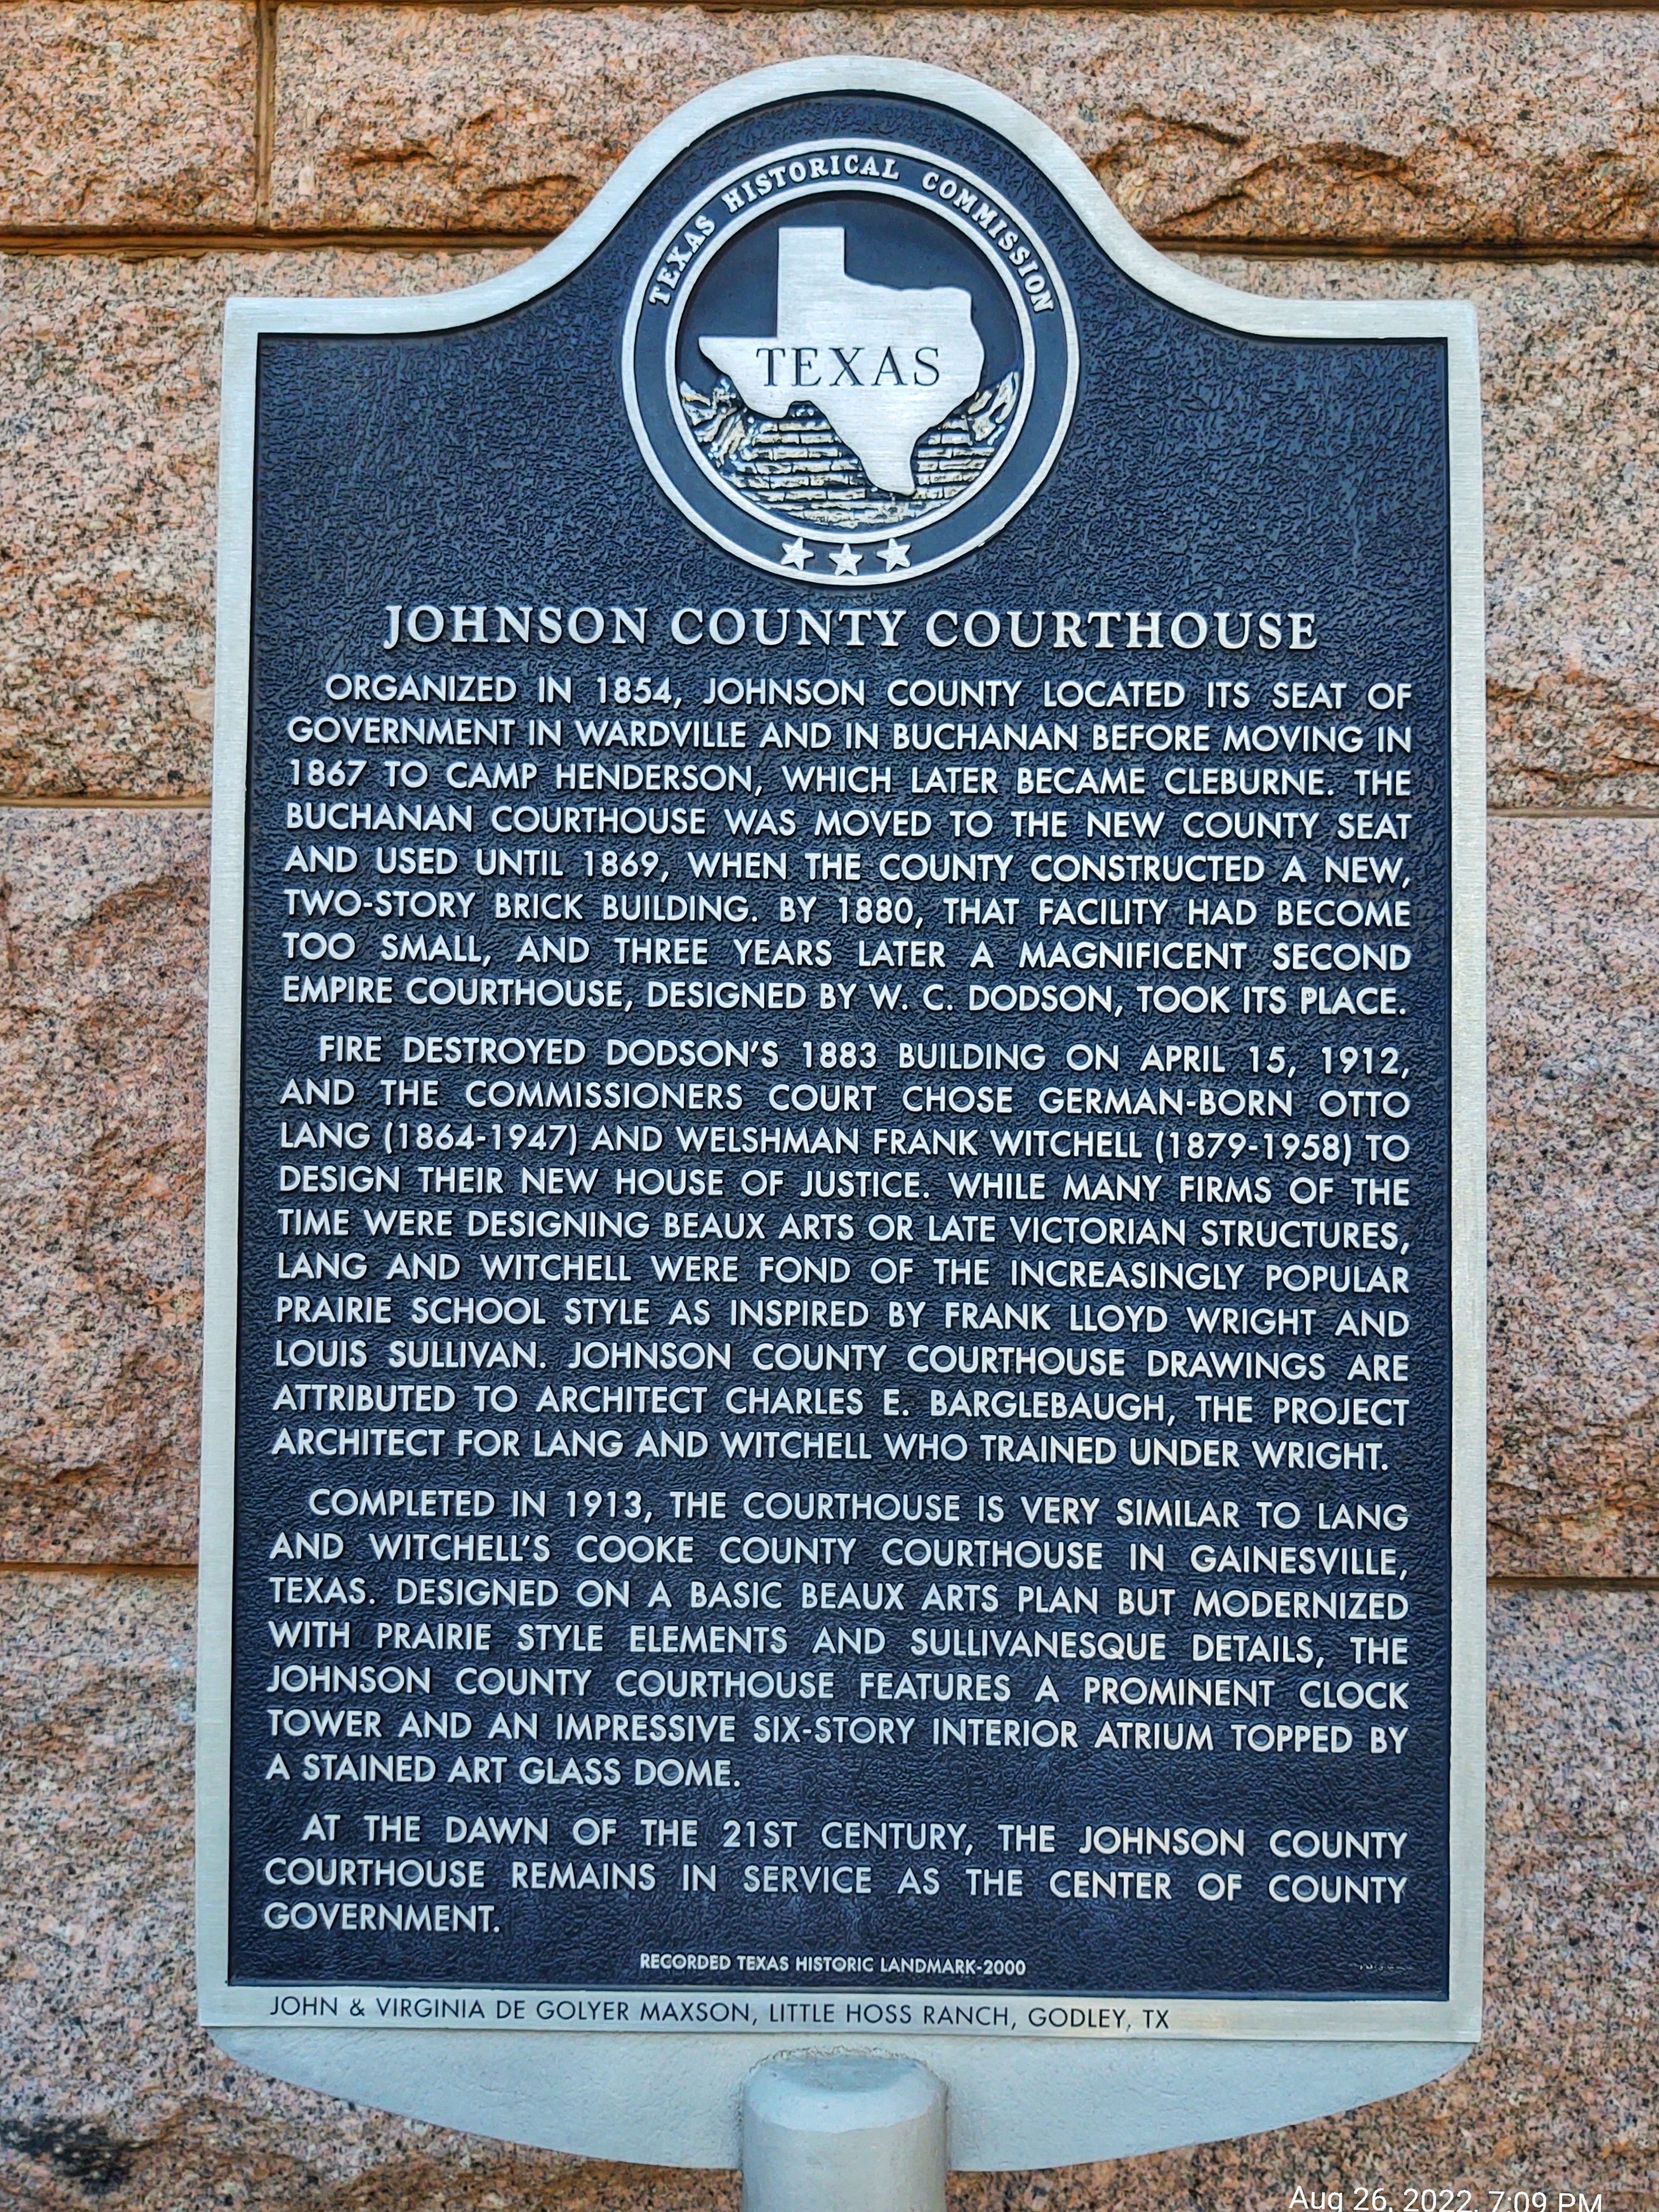 TEXAS HISTORICAL COMMISSION
TEXAS
JOHNSON COUNTY COURTHOUSE
ORGANIZED IN 1854, JOHNSON COUNTY LOCATED ITS SEAT OF
GOVERNMENT IN WARDVILLE AND IN BUCHANAN BEFORE MOVING IN
1867 TO CAMP HENDERSON, WHICH LATER BECAME CLEBURNE. THE
BUCHANAN COURTHOUSE WAS MOVED TO THE NEW COUNTY SEAT
AND USED UNTIL 1869, WHEN THE COUNTY CONSTRUCTED A NEW,
TWO-STORY BRICK BUILDING. BY 1880, THAT FACILITY HAD BECOME
TOO SMALL, AND THREE YEARS LATER A MAGNIFICENT SECOND
EMPIRE COURTHOUSE, DESIGNED BY W. C. DODSON, TOOK ITS PLACE.
FIRE DESTROYED DODSON'S 1883 BUILDING ON APRIL 15, 1912,
AND THE COMMISSIONERS COURT CHOSE GERMAN-BORN OTTO
LANG (1864-1947) AND WELSHMAN FRANK WITCHELL (1879-1958) TO
DESIGN THEIR NEW HOUSE OF JUSTICE. WHILE MANY FIRMS OF THE
TIME WERE DESIGNING BEAUX ARTS OR LATE VICTORIAN STRUCTURES,
LANG AND WITCHELL WERE FOND OF THE INCREASINGLY POPULAR
PRAIRIE SCHOOL STYLE AS INSPIRED BY FRANK LLOYD WRIGHT AND
LOUIS SULLIVAN. JOHNSON COUNTY COURTHOUSE DRAWINGS ARE
ATTRIBUTED TO ARCHITECT CHARLES E. BARGLEBAUGH, THE PROJECT
ARCHITECT FOR LANG AND WITCHELL WHO TRAINED UNDER WRIGHT.
COMPLETED IN 1913, THE COURTHOUSE IS VERY SIMILAR TO LANG
AND WITCHELL'S COOKE COUNTY COURTHOUSE IN GAINESVILLE,
TEXAS. DESIGNED ON A BASIC BEAUX ARTS PLAN BUT MODERNIZED
WITH PRAIRIE STYLE ELEMENTS AND SULLIVANESQUE DETAILS, THE
JOHNSON COUNTY COURTHOUSE FEATURES A PROMINENT CLOCK
TOWER AND AN IMPRESSIVE SIX-STORY INTERIOR ATRIUM TOPPED BY
A STAINED ART GLASS DOME.
AT THE DAWN OF THE 21ST CENTURY, THE JOHNSON COUNTY
COURTHOUSE REMAINS IN SERVICE AS THE CENTER OF COUNTY
GOVERNMENT.
RECORDED TEXAS HISTORIC LANDMARK-2000
JOHN & VIRGINIA DE GOLYER MAXSON, LITTLE HOSS RANCH, GODLEY, TX
Aug 26, 2022, 7:09 PM